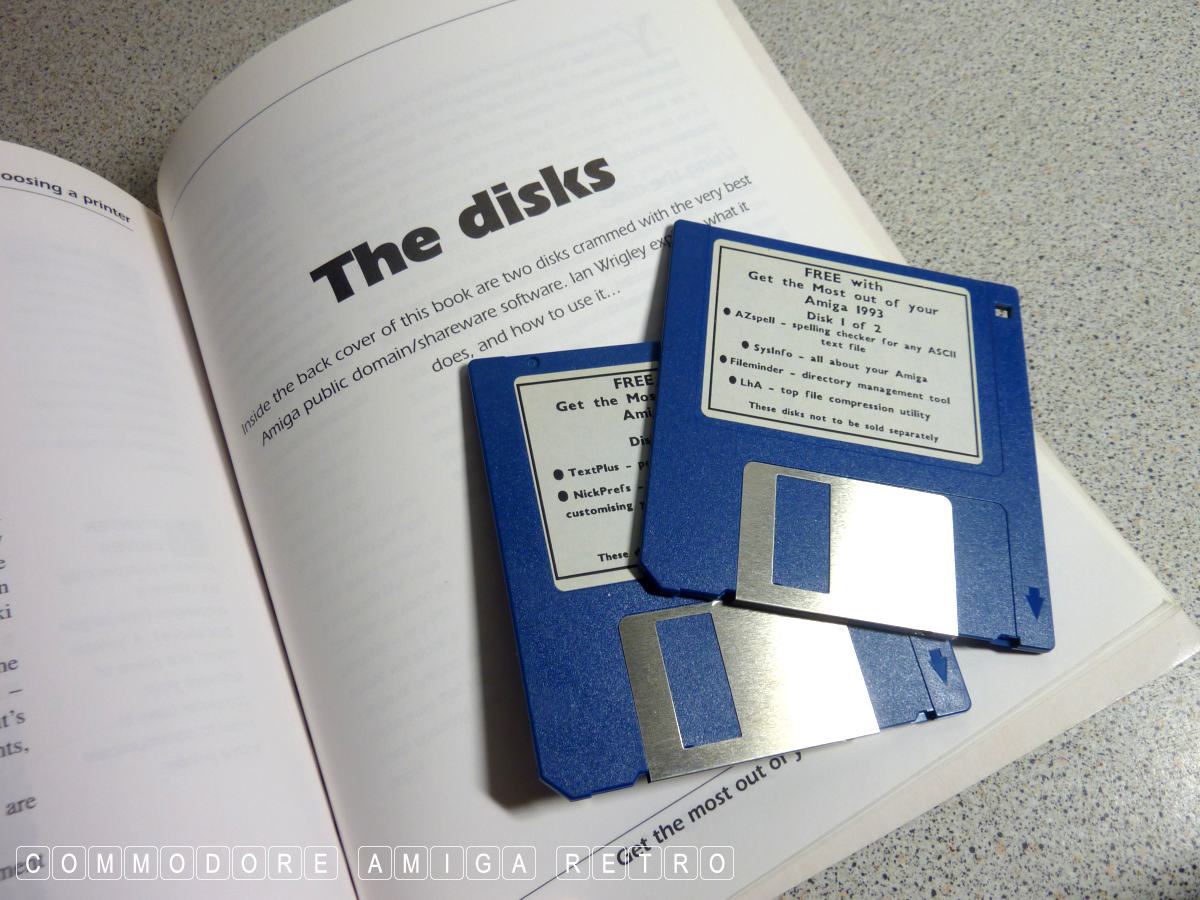 oosing a printer
The disks
Inside the back cover of this book are two disks crammed with the very best
Amiga public domain/shareware software. Ian Wrigley what it
does, and how to use it...
FREE with
Get the Most out of your
Amiga 1993
Disk 1 of 2
● AZspell - spelling checker for any ASCII
text file
● SysInfo - all about your Amiga
● Fileminder - directory management tool
● LhA - top file compression utility
These disks not to be sold separately
FREE
Get the Mos
Ami
Dis
● TextPlus -
● NickPrefs -
customising
These
he
–
t's
nts,
are
ment
Get the most out of
COMMODORE AMIGA RETRO